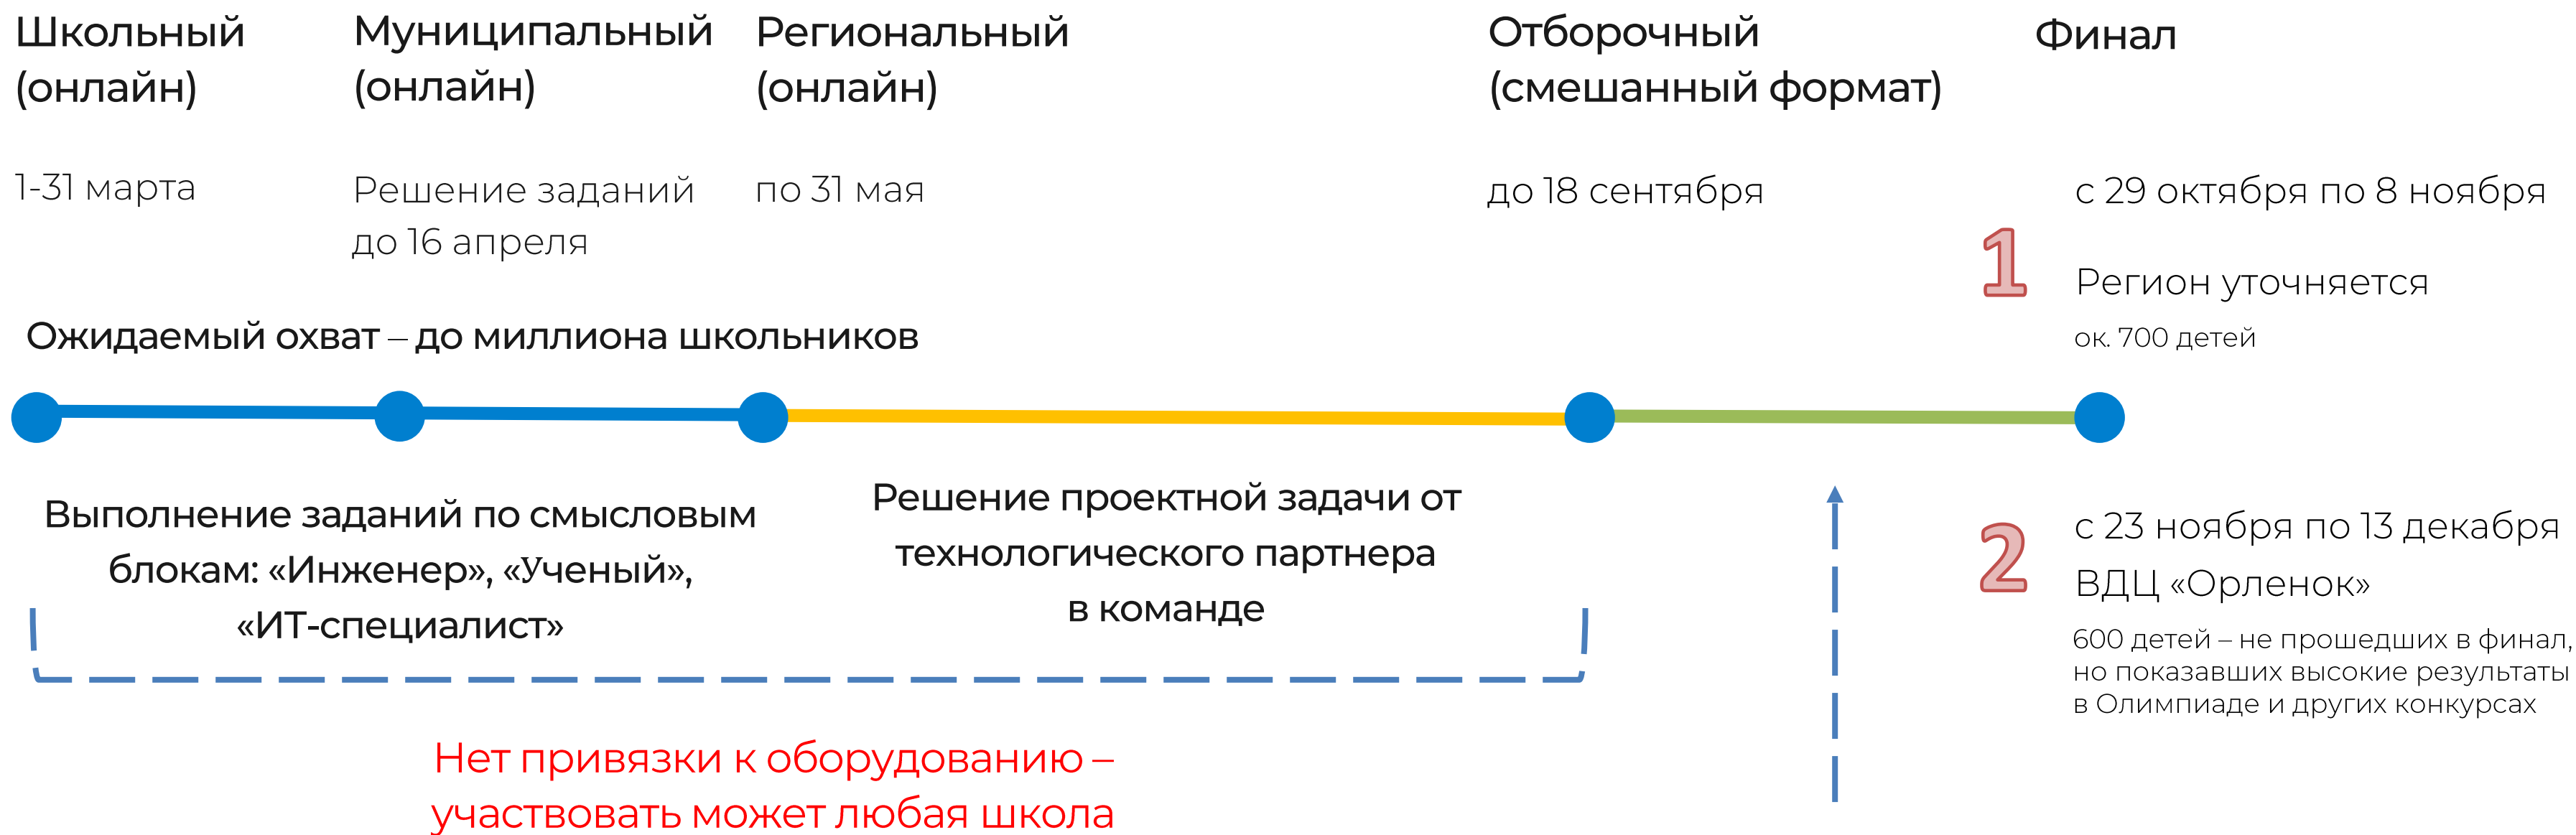 Школьный
(онлайн)
1-31 марта
Муниципальный
(онлайн)
Решение заданий
до 16 апреля
Региональный
(онлайн)
по 31 мая
Ожидаемый охват – до миллиона школьников
Отборочный
(смешанный формат)
до 18 сентября
Финал
1
с 29 октября по 8 ноября
Регион уточняется
ок. 700 детей
Выполнение заданий по смысловым
блокам: «Инженер», «Ученый»,
«ИТ-специалист»
Решение проектной задачи от
технологического партнера
в команде
2
с 23 ноября по 13 декабря
ВДЦ «Орленок»
600 детей – не прошедших в финал,
но показавших высокие результаты
в Олимпиаде и других конкурсах
Нет привязки к оборудованию –
участвовать может любая школа